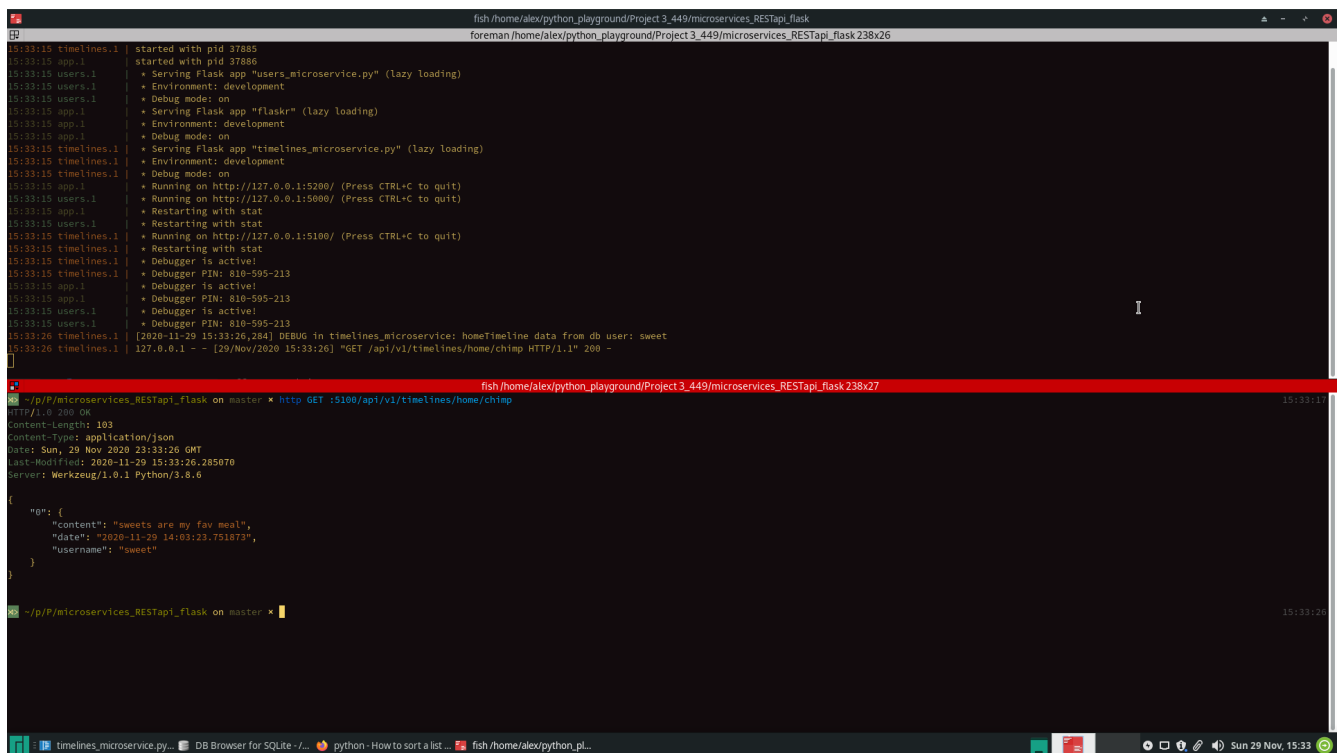 fish /home/alex/python_playground/Project 3_449/microservices_RESTapi_flask
foreman /home/alex/python_playground/Project 3_449/microservices_RESTapi_flask 238x26
15:33:15 timelines.1 | started with pid 37885
15:33:15 app.1 | started with pid 37886
15:33:15 users.1 | * Serving Flask app "users_microservice.py" (lazy loading)
15:33:15 users.1 | * Environment: development
15:33:15 users.1 | * Debug mode: on
15:33:15 app.1 | * Serving Flask app "flaskr" (lazy loading)
15:33:15 app.1 | * Environment: development
15:33:15 app.1 | * Debug mode: on
15:33:15 timelines.1 | * Serving Flask app "timelines_microservice.py" (lazy loading)
15:33:15 timelines.1 | * Environment: development
15:33:15 timelines.1 | * Debug mode: on
15:33:15 app.1 | * Running on http://127.0.0.1:5200/ (Press CTRL+C to quit)
15:33:15 users.1 | * Running on http://127.0.0.1:5000/ (Press CTRL+C to quit)
15:33:15 app.1 | * Restarting with stat
15:33:15 users.1 | * Restarting with stat
15:33:15 timelines.1 | * Running on http://127.0.0.1:5100/ (Press CTRL+C to quit)
15:33:15 timelines.1 | * Restarting with stat
15:33:15 timelines.1 | * Debugger is active!
15:33:15 timelines.1 | * Debugger PIN: 810-595-213
15:33:15 app.1 | * Debugger is active!
15:33:15 app.1 | * Debugger PIN: 810-595-213
15:33:15 users.1 | * Debugger is active!
15:33:15 users.1 | * Debugger PIN: 810-595-213
15:33:26 timelines.1 | [2020-11-29 15:33:26,284] DEBUG in timelines_microservice: homeTimeline data from db user: sweet
15:33:26 timelines.1 | 127.0.0.1 - - [29/Nov/2020 15:33:26] "GET /api/v1/timelines/home/chimp HTTP/1.1" 200 -
fish /home/alex/python_playground/Project 3_449/microservices_RESTapi_flask 238x27
~/p/P/microservices_RESTapi_flask on master × http GET :5100/api/v1/timelines/home/chimp 15:33:17
HTTP/1.0 200 OK
Content-Length: 103
Content-Type: application/json
Date: Sun, 29 Nov 2020 23:33:26 GMT
Last-Modified: 2020-11-29 15:33:26.285070
Server: Werkzeug/1.0.1 Python/3.8.6
{
"0": {
"content": "sweets are my fav meal",
"date": "2020-11-29 14:03:23.751873",
"username": "sweet"
}
}
~/p/P/microservices_RESTapi_flask on master × 15:33:26
timelines_microservice.py... DB Browser for SQLite - /... python - How to sort a list ... fish /home/alex/python_pl... Sun 29 Nov, 15:33